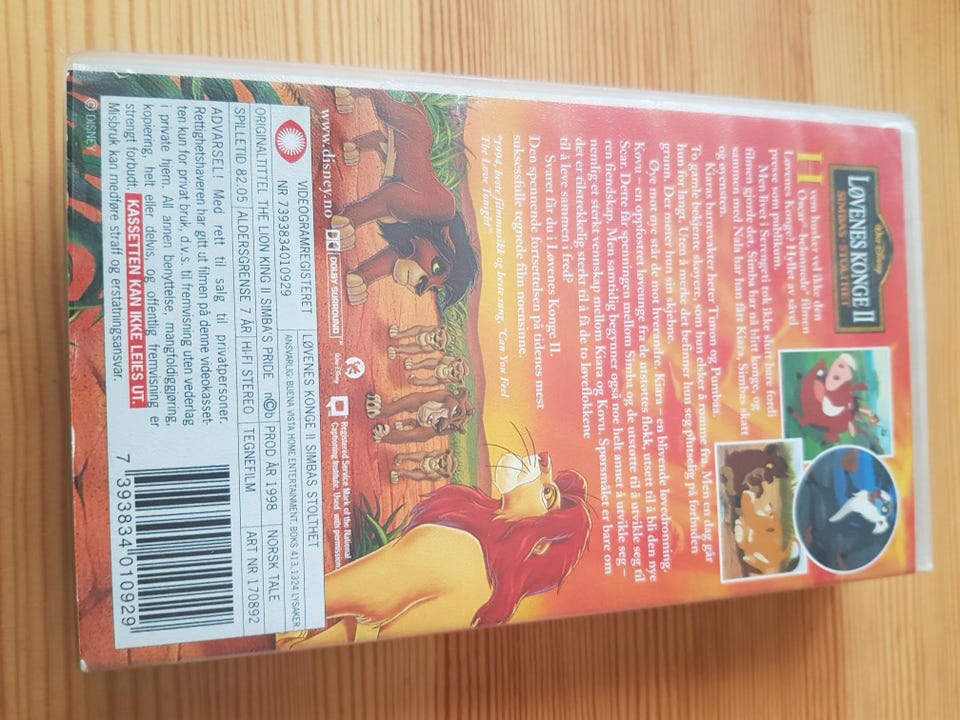 Walt Disney
LØVENES KONGE II
SIMBAS STOLTHET
Hvem husker vel ikke den
Oscar®-belønnede* filmen
Løvenes Konge? Hyllet av såvel
presse som publikum.
Men livet i Serengeti tok ikke slutt bare fordi
filmen gjorde det. Simba har nå blitt konge, og
sammen med Nala har han fått Kiara, Simbas skatt
og øyensten.
Kiaras barnevakter heter Timon og Pumbaa.
To gamle bekjente skøyere, som hun elsker å rømme fra. Men en dag går
hun for langt. Uten å merke det befinner hun seg plutselig på forbuden
grunn. Der møter hun sin skjebne.
Øye mot øye står de mot hverandre. Kiara – en blivende løvedronning.
Kovu - en oppfostret løveunge fra de utstøttes flokk, utsett til å bli den nye
Scar. Dette får spenningen mellom Simba og de utstøtte til å utvikle seg til
ren fiendskap. Men samtidig begynner også noe helt annet å utvikle seg –
nemlig et sterkt vennskap mellom Kiara og Kovu. Spørsmålet er bare om
det er tilstrekkelig sterkt til å få de to løveflokkene
til å leve sammen i fred?
Svaret får du i Løvenes Konge II.
Den spennende fortsettelsen på tidenes mest
suksessfulle tegnede film noensinne.
*1994, beste filmmusikk og beste sang, "Can You Feel
The Love Tonight".
www.disney.no
DOLBY SURROUND
Walt Disney
Registered Service Mark of the National
Captioning Institute. Used with permission.
VIDEOGRAMREGISTERET
NR 7393834010929
LØVENES KONGE II SIMBAS STOLTHET
ANSVARLIG: BUENA VISTA HOME ENTERTAINMENT. BOKS 413, 1324 LYSAKER.
ORIGINALTITTEL THE LION KING II SIMBA'S PRIDE
n©b
PROD ÅR 1998
NORSK TALE
SPILLETID 82.05
ALDERSGRENSE 7 ÅR
HI-FI STEREO
TEGNEFILM
ART NR 170892
ADVARSEL! Med rett til salg til privatpersoner.
Rettighetshaveren har gitt ut filmen på denne videokasset-
ten kun for privat bruk, d.v.s. til fremvisning uten vederlag
i private hjem. All annen benyttelse, mangfoldiggjøring,
kopiering, helt eller delvis, og offentlig fremvisning er
strengt forbudt. KASSETTEN KAN IKKE LEIES UT.
Misbruk kan medføre straff og erstatningsansvar.
7 393834 010929
© DISNEY